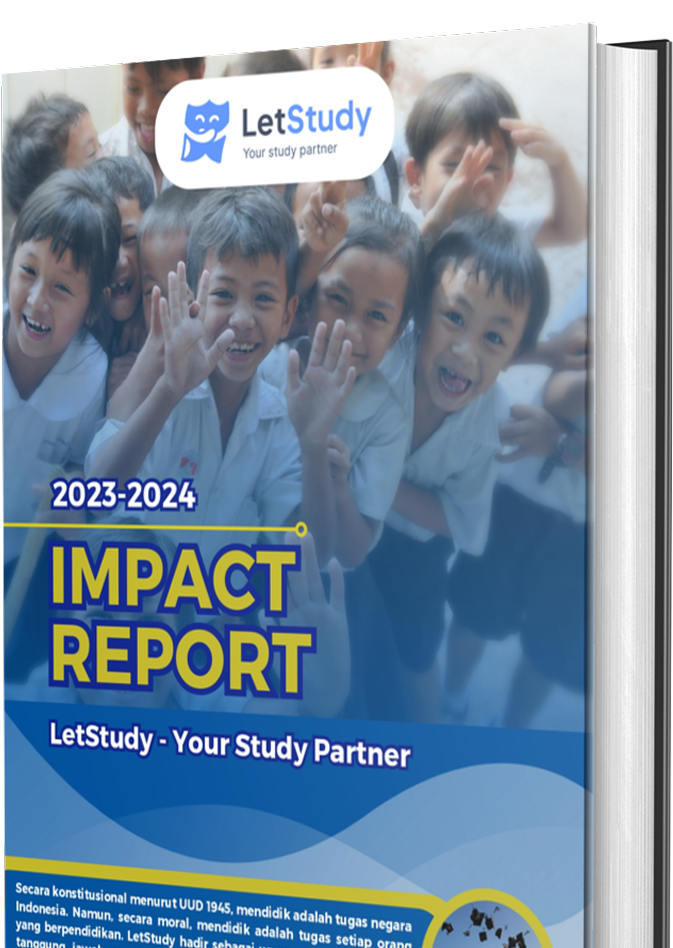 LetStudy
Your study partner
2023-2024
IMPACT
REPORT
LetStudy - Your Study Partner
Secara konstitusional menurut UUD 1945, mendidik adalah tugas negara
Indonesia. Namun, secara moral, mendidik adalah tugas setiap orang
yang berpendidikan. LetStudy hadir sebagai
tanggung